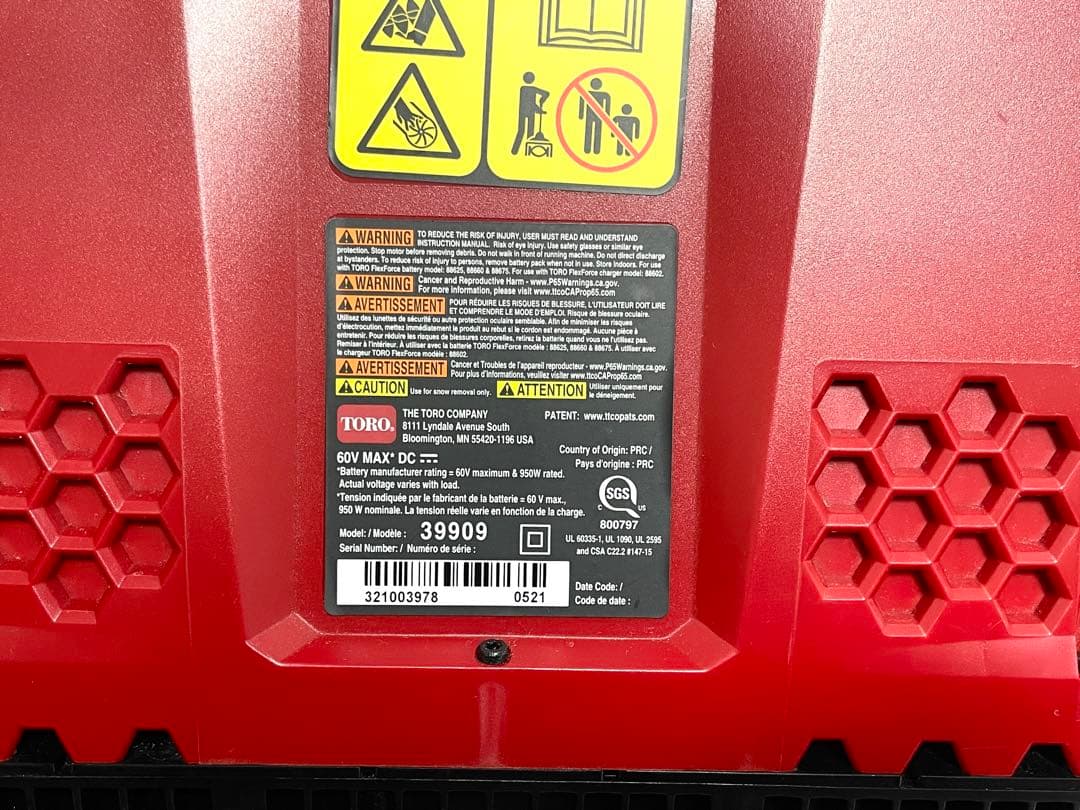 WARNING TO REDUCE THE RISK OF INJURY, USER MUST READ AND UNDERSTAND
INSTRUCTION MANUAL. Risk of eye injury. Use safety glasses or similar eye
protection. Stop motor before removing debris. Do not walk in front of running machine. Do not direct discharge
at bystanders. To reduce risk of injury to persons, remove battery pack when not in use. Store indoors. For use
with TORO FlexForce battery model: 88625, 88660 & 88675. For use with TORO FlexForce charger model: 88602.
WARNING Cancer and Reproductive Harm - www.P65Warnings.ca.gov.
For more information, please visit www.ttcoCAProp65.com
AVERTISSEMENT POUR RÉDUIRE LES RISQUES DE BLESSURE, L'UTILISATEUR DOIT LIRE
ET COMPRENDRE LE MODE D'EMPLOI. Risque de blessure oculaire.
Utilisez des lunettes de sécurité ou autre protection oculaire semblable. Afin de minimiser les risques
d'électrocution, mettez immédiatement le produit au rebut si le cordon est endommagé. Aucune pièce à
entretenir. Pour réduire les risques de blessures corporelles, retirez la batterie quand vous ne l'utilisez pas.
Remiser à l'intérieur. À utiliser avec la batterie TORO FlexForce modèle : 88625, 88660 & 88675. À utiliser avec
le chargeur TORO FlexForce modèle : 88602.
AVERTISSEMENT Cancer et Troubles de l'appareil reproducteur - www.P65Warnings.ca.gov.
Pour plus d'informations, veuillez visiter www.ttcoCAProp65.com
CAUTION Use for snow removal only. ATTENTION Utiliser uniquement pour
le déneigement.
TORO. THE TORO COMPANY PATENT: www.ttcopats.com
8111 Lyndale Avenue South
Bloomington, MN 55420-1196 USA
Country of Origin: PRC /
Pays d'origine : PRC
60V MAX* DC
*Battery manufacturer rating = 60V maximum & 950W rated.
Actual voltage varies with load.
*Tension indiquée par le fabricant de la batterie = 60 V max.,
950 W nominale. La tension réelle varie en fonction de la charge.
C SGS US
800797
Model: / Modèle : 39909
UL 60335-1, UL 1090, UL 2595
and CSA C22.2 #147-15
Serial Number: / Numéro de série :
321003978 0521
Date Code: /
Code de date :